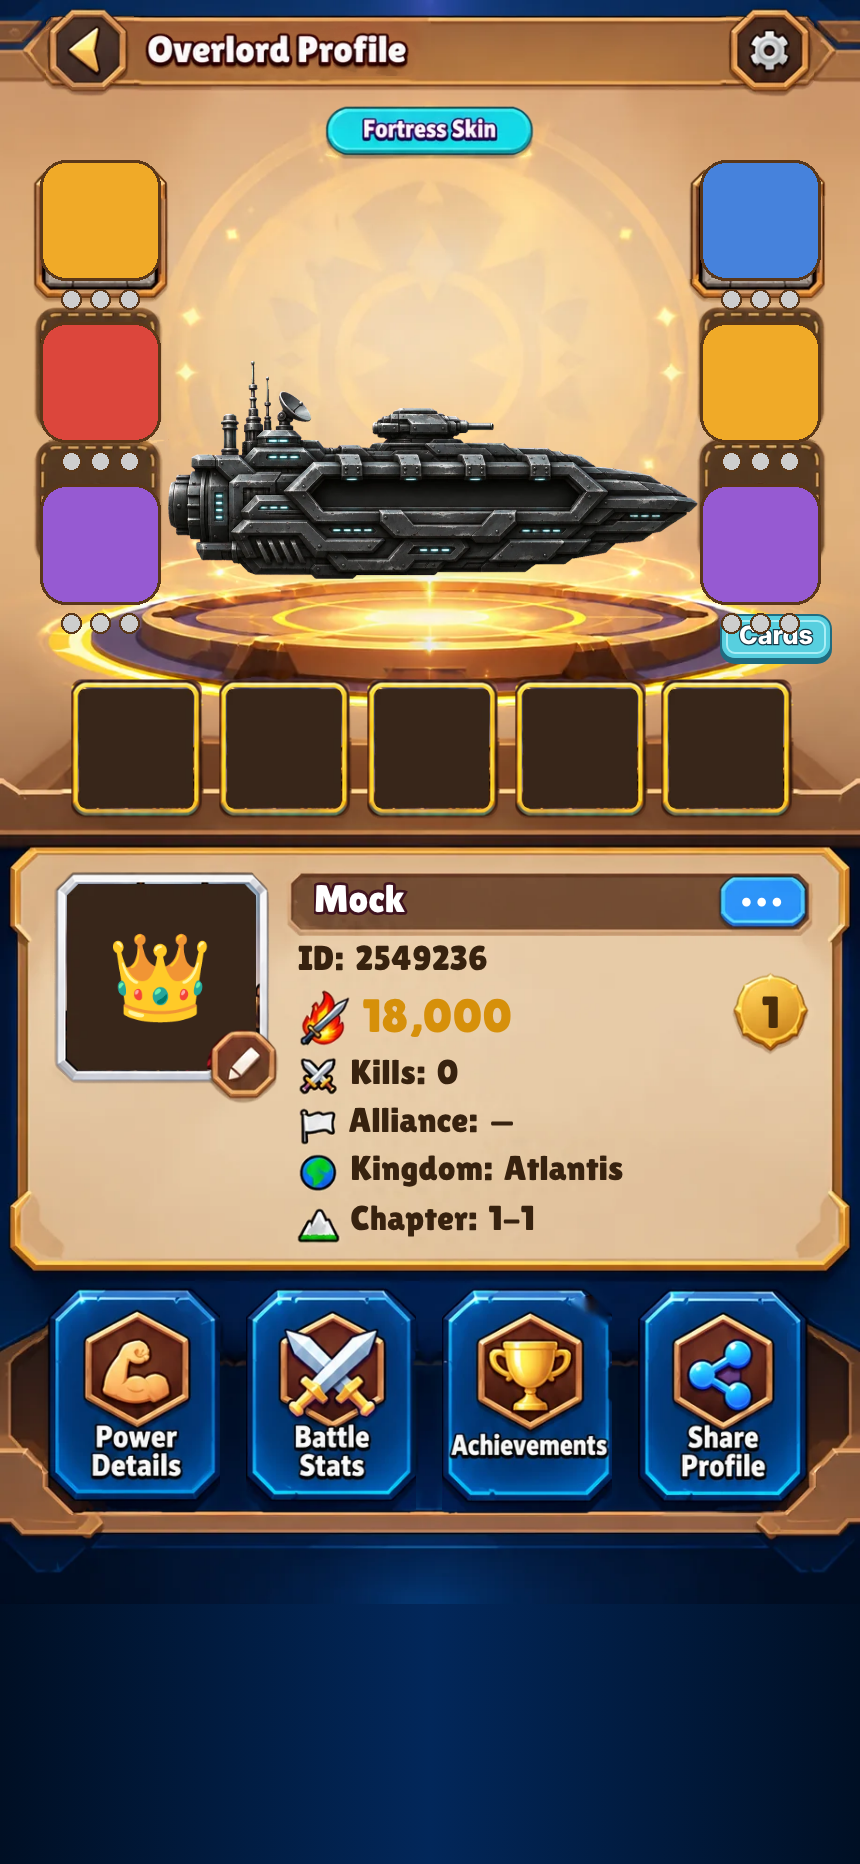 Overlord Profile
Fortress Skin
Cards
Mock
ID: 2549236
18,000
1
Kills: 0
Alliance: —
Kingdom: Atlantis
Chapter: 1–1
Power
Details
Battle
Stats
Achievements
Share
Profile